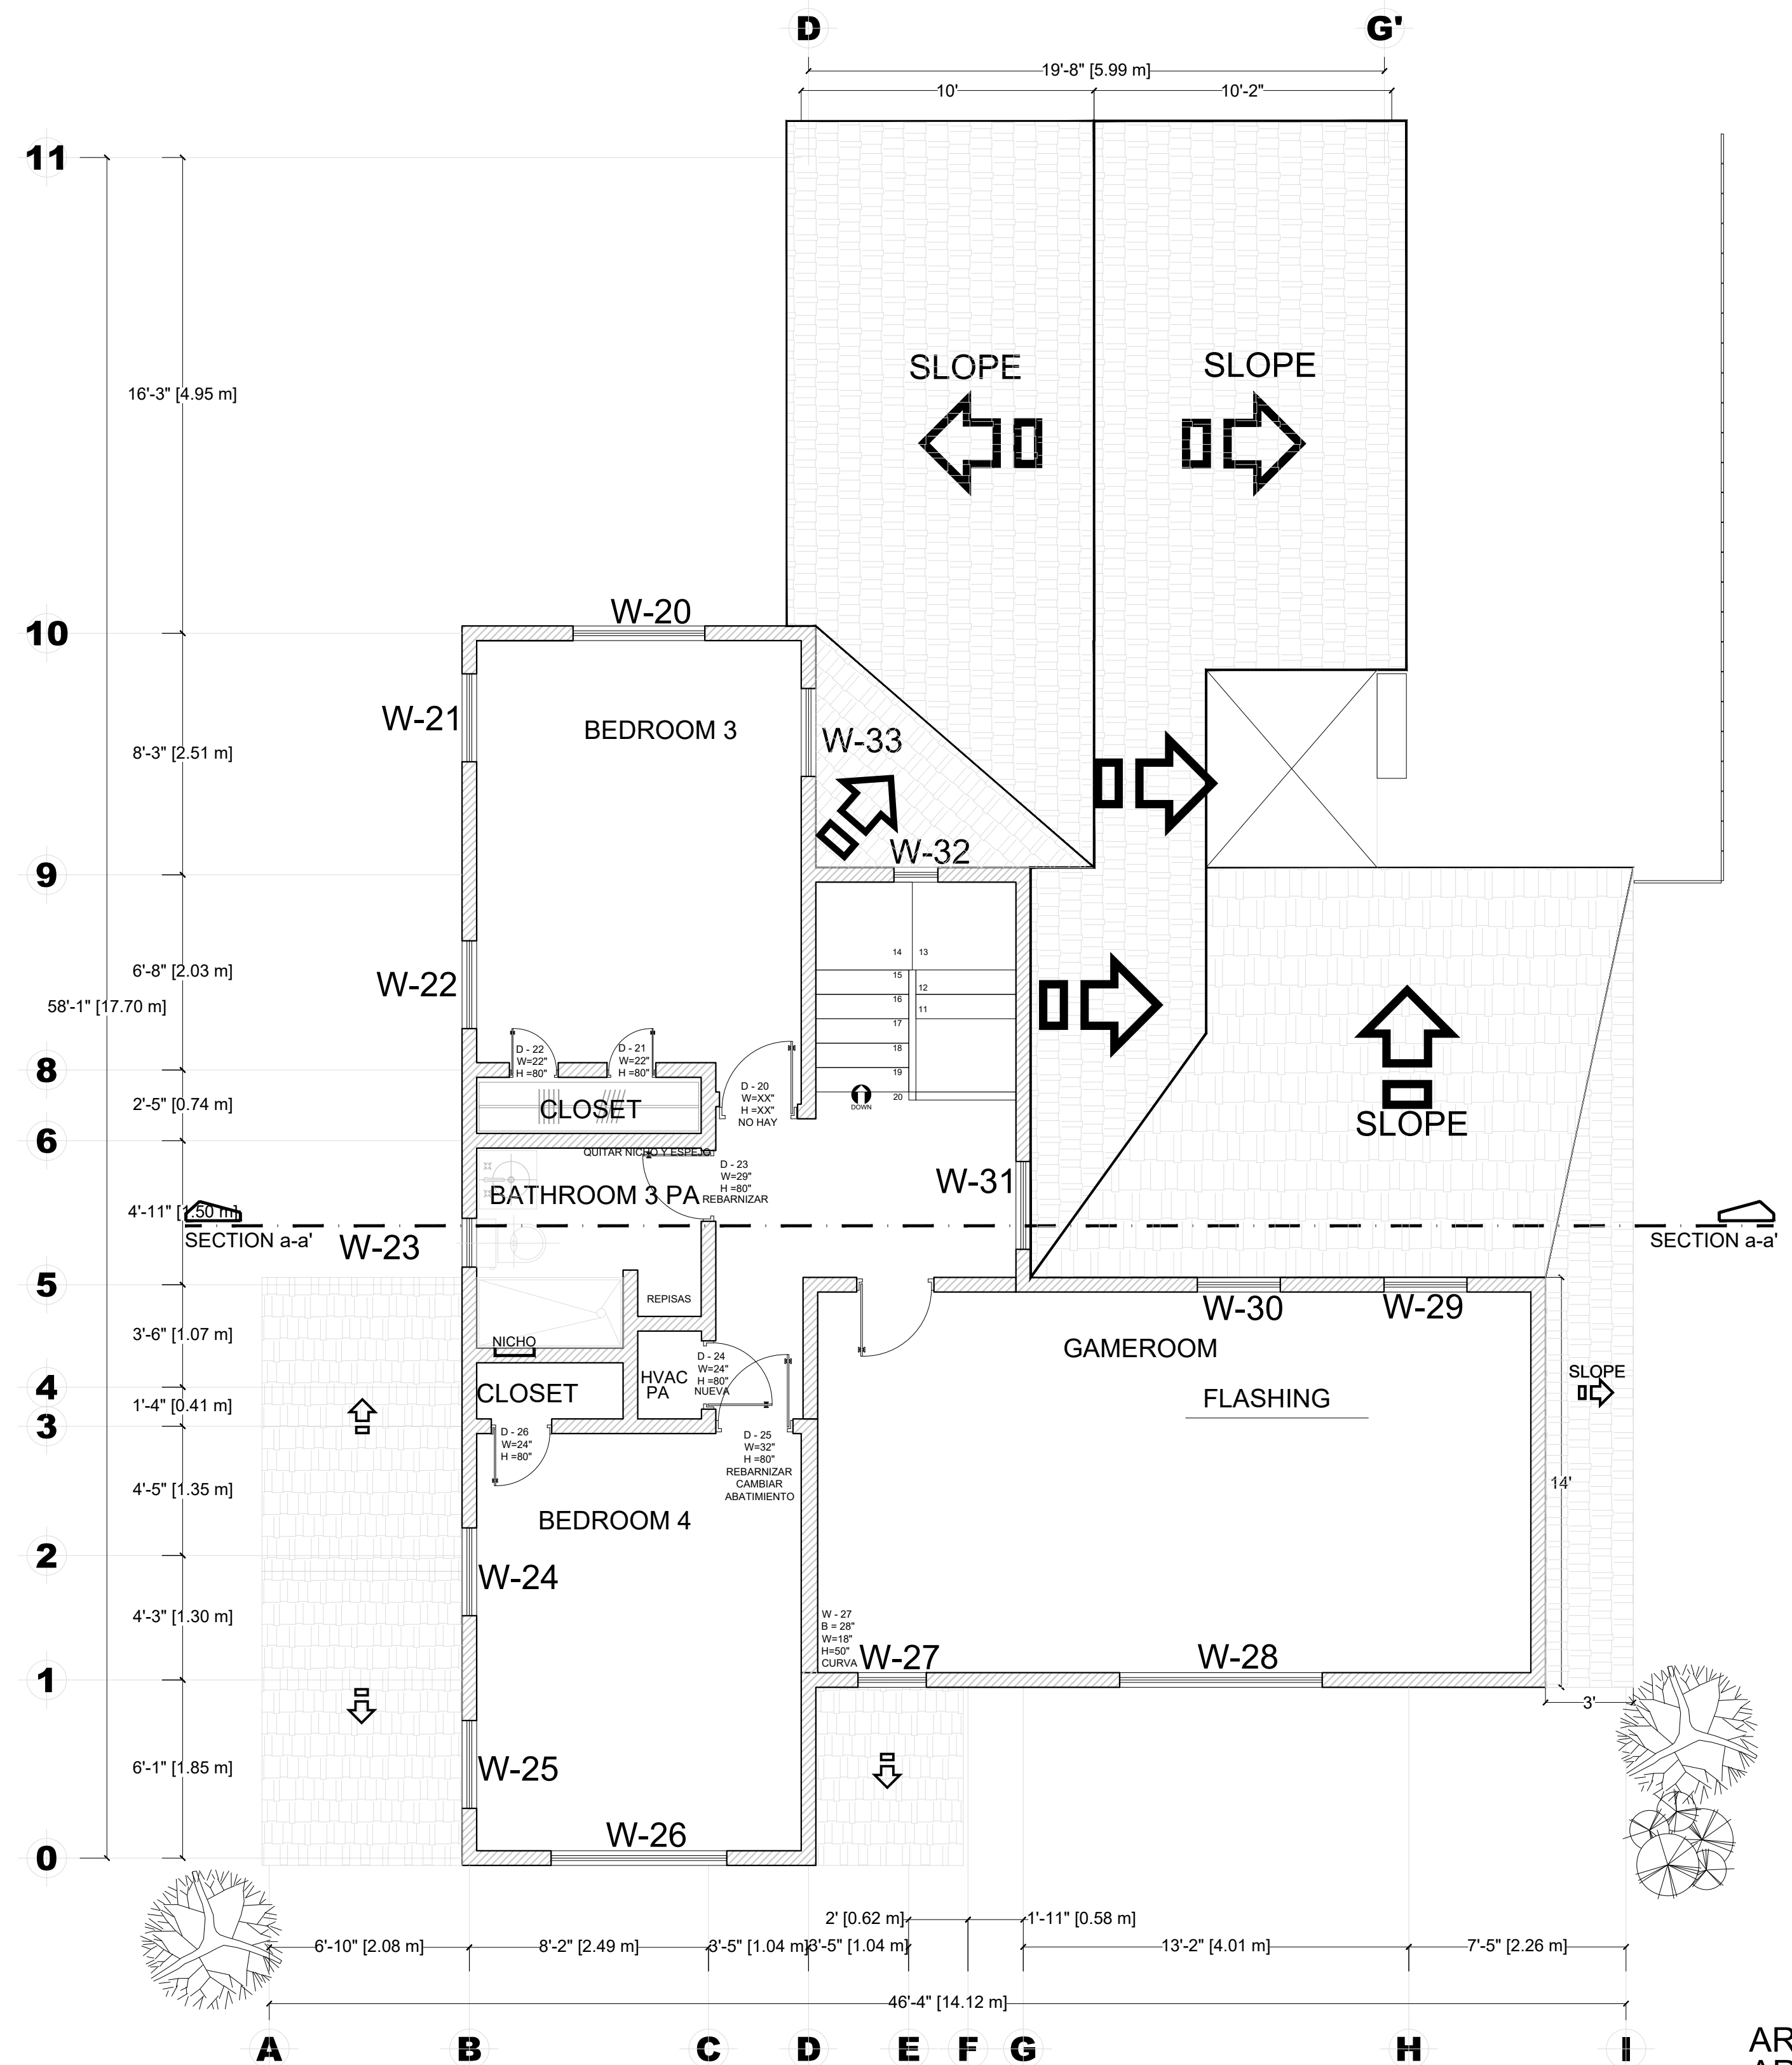 D
G'
19'-8" [5.99 m]
10'
10'-2"
11
16'-3" [4.95 m]
SLOPE
SLOPE
10
W-20
W-21
BEDROOM 3
W-33
8'-3" [2.51 m]
W-32
9
14
13
6'-8" [2.03 m]
W-22
15
12
16
11
58'-1" [17.70 m]
17
18
19
20
DOWN
8
D - 22
W=22"
H =80"
D - 21
W=22"
H =80"
D - 20
W=XX"
H =XX"
NO HAY
2'-5" [0.74 m]
CLOSET
SLOPE
6
QUITAR NICHO Y ESPEJO
D - 23
W=29"
H =80"
REBARNIZAR
W-31
BATHROOM 3 PA
4'-11" [1.50 m]
SECTION a-a'
W-23
SECTION a-a'
5
REPISAS
W-30
W-29
3'-6" [1.07 m]
NICHO
GAMEROOM
D - 24
W=24"
H =80"
NUEVA
HVAC
PA
SLOPE
4
CLOSET
FLASHING
1'-4" [0.41 m]
3
D - 26
W=24"
H =80"
D - 25
W=32"
H =80"
REBARNIZAR
CAMBIAR
ABATIMIENTO
4'-5" [1.35 m]
14'
BEDROOM 4
2
W-24
4'-3" [1.30 m]
W - 27
B = 28"
W=18"
H=50"
CURVA
W-27
W-28
1
3'
6'-1" [1.85 m]
W-25
W-26
0
2' [0.62 m]
1'-11" [0.58 m]
6'-10" [2.08 m]
8'-2" [2.49 m]
3'-5" [1.04 m]
3'-5" [1.04 m]
13'-2" [4.01 m]
7'-5" [2.26 m]
46'-4" [14.12 m]
A
B
C
D
E
F
G
H
I
AR